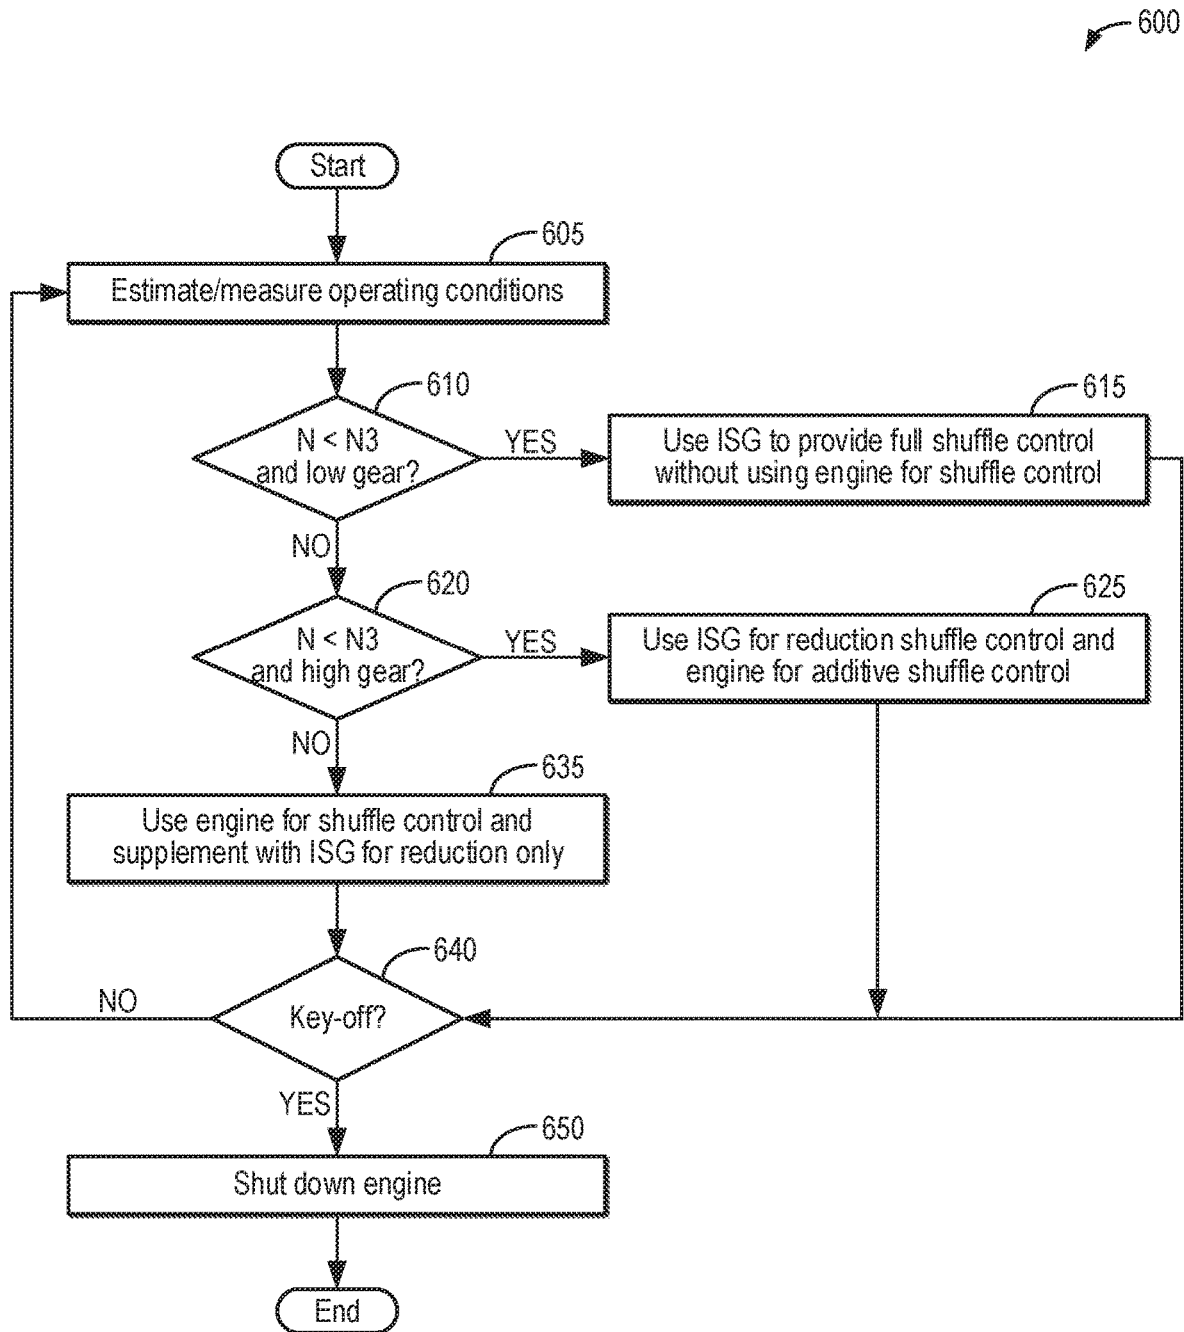 600
Start
605
Estimate/measure operating conditions
610
N < N3
and low gear?
YES
615
Use ISG to provide full shuffle control
without using engine for shuffle control
NO
620
N < N3
and high gear?
YES
625
Use ISG for reduction shuffle control and
engine for additive shuffle control
NO
635
Use engine for shuffle control and
supplement with ISG for reduction only
640
Key-off?
NO
YES
650
Shut down engine
End